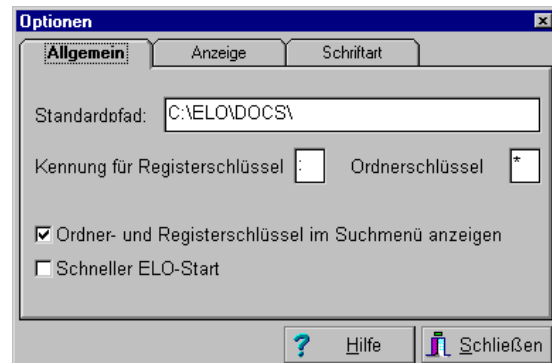 Optionen
Allgemein Anzeige Schriftart
Standardpfad: C:\ELO\DOCS\
Kennung für Registerschlüssel : Ordnerschlüssel *
Ordner- und Registerschlüssel im Suchmenü anzeigen
Schneller ELO-Start
? Hilfe Schließen